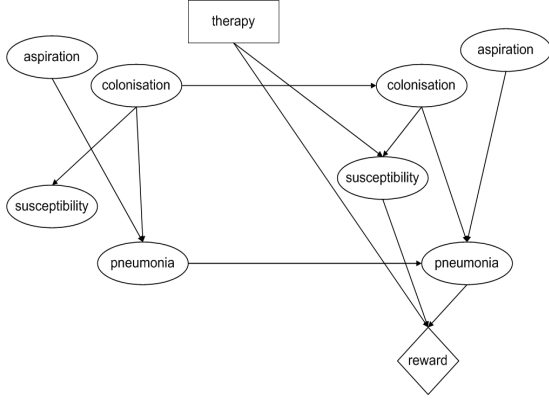 therapy
aspiration
aspiration
colonisation
colonisation
susceptibility
susceptibility
pneumonia
pneumonia
reward